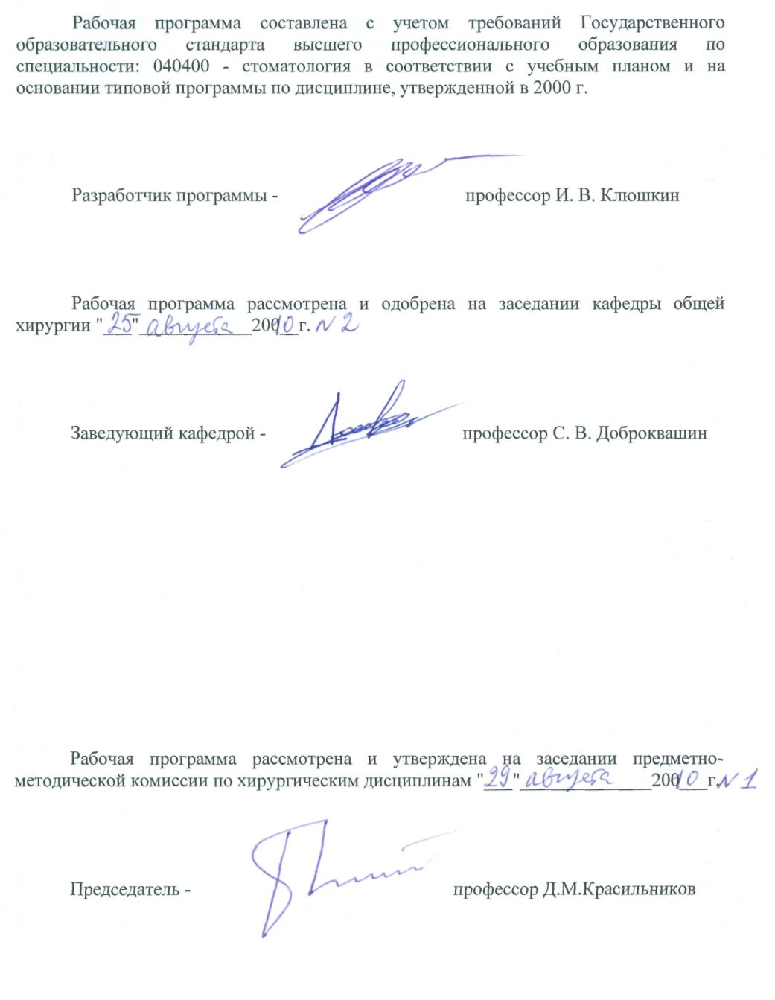 Рабочая программа составлена с учетом требований Государственного
образовательного стандарта высшего профессионального образования по
специальности: 040400 - стоматология в соответствии с учебным планом и на
основании типовой программы по дисциплине, утвержденной в 2000 г.
Разработчик программы - профессор И. В. Клюшкин
Рабочая программа рассмотрена и одобрена на заседании кафедры общей
хирургии "25" августа 2010 г. N 2
Заведующий кафедрой - профессор С. В. Доброквашин
Рабочая программа рассмотрена и утверждена на заседании предметно-
методической комиссии по хирургическим дисциплинам "29" августа 2010 г. N 1
Председатель - профессор Д.М.Красильников